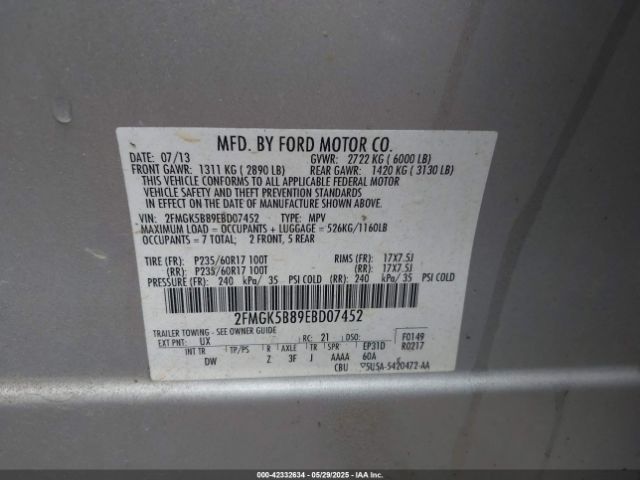 MFD. BY FORD MOTOR CO.
DATE: 07/13 GVWR: 2722 KG ( 6000 LB)
FRONT GAWR: 1311 KG ( 2890 LB) REAR GAWR: 1420 KG ( 3130 LB)
THIS VEHICLE CONFORMS TO ALL APPLICABLE FEDERAL MOTOR
VEHICLE SAFETY AND THEFT PREVENTION STANDARDS IN
EFFECT ON THE DATE OF MANUFACTURE SHOWN ABOVE.
VIN: 2FMGK5B89EBD07452 TYPE: MPV
MAXIMUM LOAD = OCCUPANTS + LUGGAGE = 526KG/1160LB
OCCUPANTS = 7 TOTAL; 2 FRONT, 5 REAR
TIRE (FR): P235/60R17 100T RIMS (FR): 17X7.5J
(RR): P235/60R17 100T (RR): 17X7.5J
PRESSURE (FR): 240 kPa/ 35 PSI COLD (RR): 240 kPa/ 35 PSI COLD
2FMGK5B89EBD07452
TRAILER TOWING - SEE OWNER GUIDE
EXT PNT: UX RC: 21 DSO: F0149
INT TR TP/PS R AXLE TR SPR EP31D R0217
DW Z 3F J AAAA 60A
CBU 5U5A-5420472-AA
000-42332634 - 05/29/2025 - IAA, Inc.